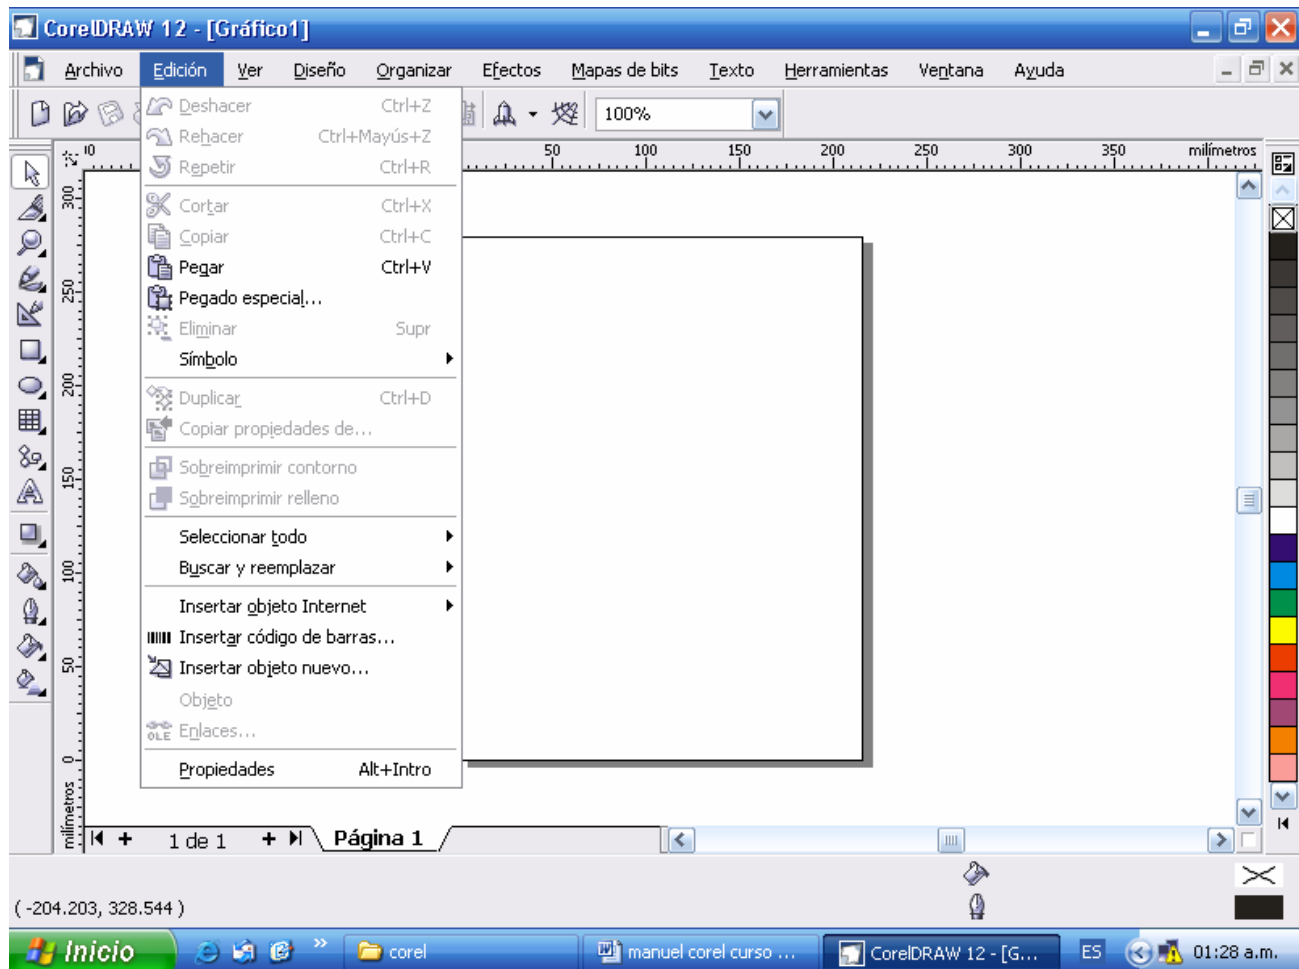 CorelDRAW 12 - [Gráfico1]
Archivo Edición Ver Diseño Organizar Efectos Mapas de bits Texto Herramientas Ventana Ayuda
100%
Deshacer Ctrl+Z
Rehacer Ctrl+Mayús+Z
Repetir Ctrl+R
Cortar Ctrl+X
Copiar Ctrl+C
Pegar Ctrl+V
Pegado especial...
Eliminar Supr
Símbolo
Duplicar Ctrl+D
Copiar propiedades de...
Sobreimprimir contorno
Sobreimprimir relleno
Seleccionar todo
Buscar y reemplazar
Insertar objeto Internet
Insertar código de barras...
Insertar objeto nuevo...
Objeto
OLE Enlaces...
Propiedades Alt+Intro
50 100 150 200 250 300 350 milímetros
300
250
200
150
100
50
0
milímetros
1 de 1 Página 1
( -204.203, 328.544 )
Inicio » corel manuel corel curso ... CorelDRAW 12 - [G... ES 01:28 a.m.